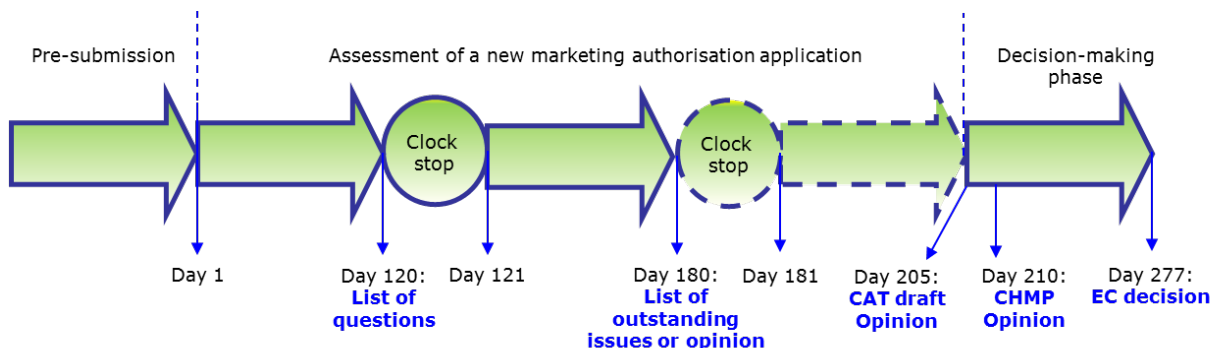 Pre-submission
Assessment of a new marketing authorisation application
Decision-making
phase
Clock
stop
Clock
stop
Day 1
Day 120:
List of
questions
Day 121
Day 180:
List of
outstanding
issues or opinion
Day 181
Day 205:
CAT draft
Opinion
Day 210:
CHMP
Opinion
Day 277:
EC decision